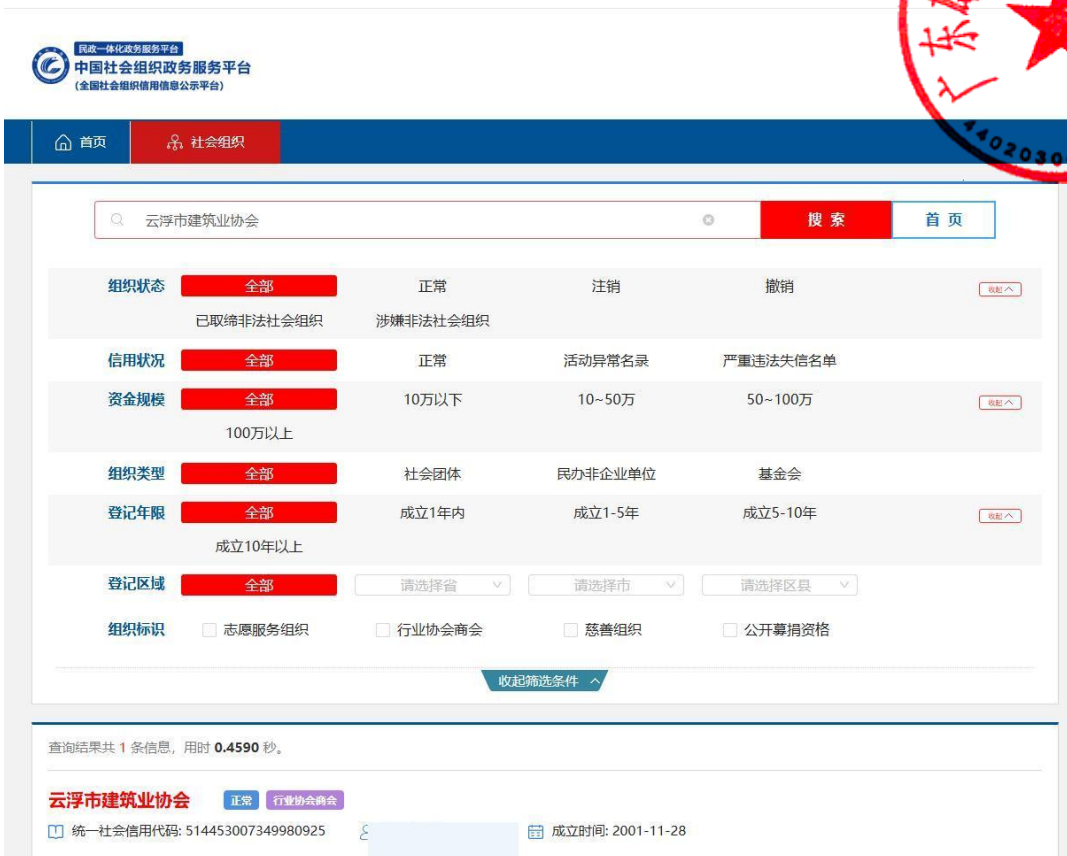 民政一体化政务服务平台
中国社会组织政务服务平台
(全国社会组织信用信息公示平台)
广东
4402030
首页 社会组织
云浮市建筑业协会 搜索 首页
组织状态 全部 正常 注销 撤销 收起
已取缔非法社会组织 涉嫌非法社会组织
信用状况 全部 正常 活动异常名录 严重违法失信名单
资金规模 全部 10万以下 10~50万 50~100万 收起
100万以上
组织类型 全部 社会团体 民办非企业单位 基金会
登记年限 全部 成立1年内 成立1-5年 成立5-10年 收起
成立10年以上
登记区域 全部 请选择省 请选择市 请选择区县
组织标识 志愿服务组织 行业协会商会 慈善组织 公开募捐资格
收起筛选条件
查询结果共 1 条信息，用时 0.4590 秒。
云浮市建筑业协会 正常 行业协会商会
统一社会信用代码: 514453007349980925 成立时间: 2001-11-28